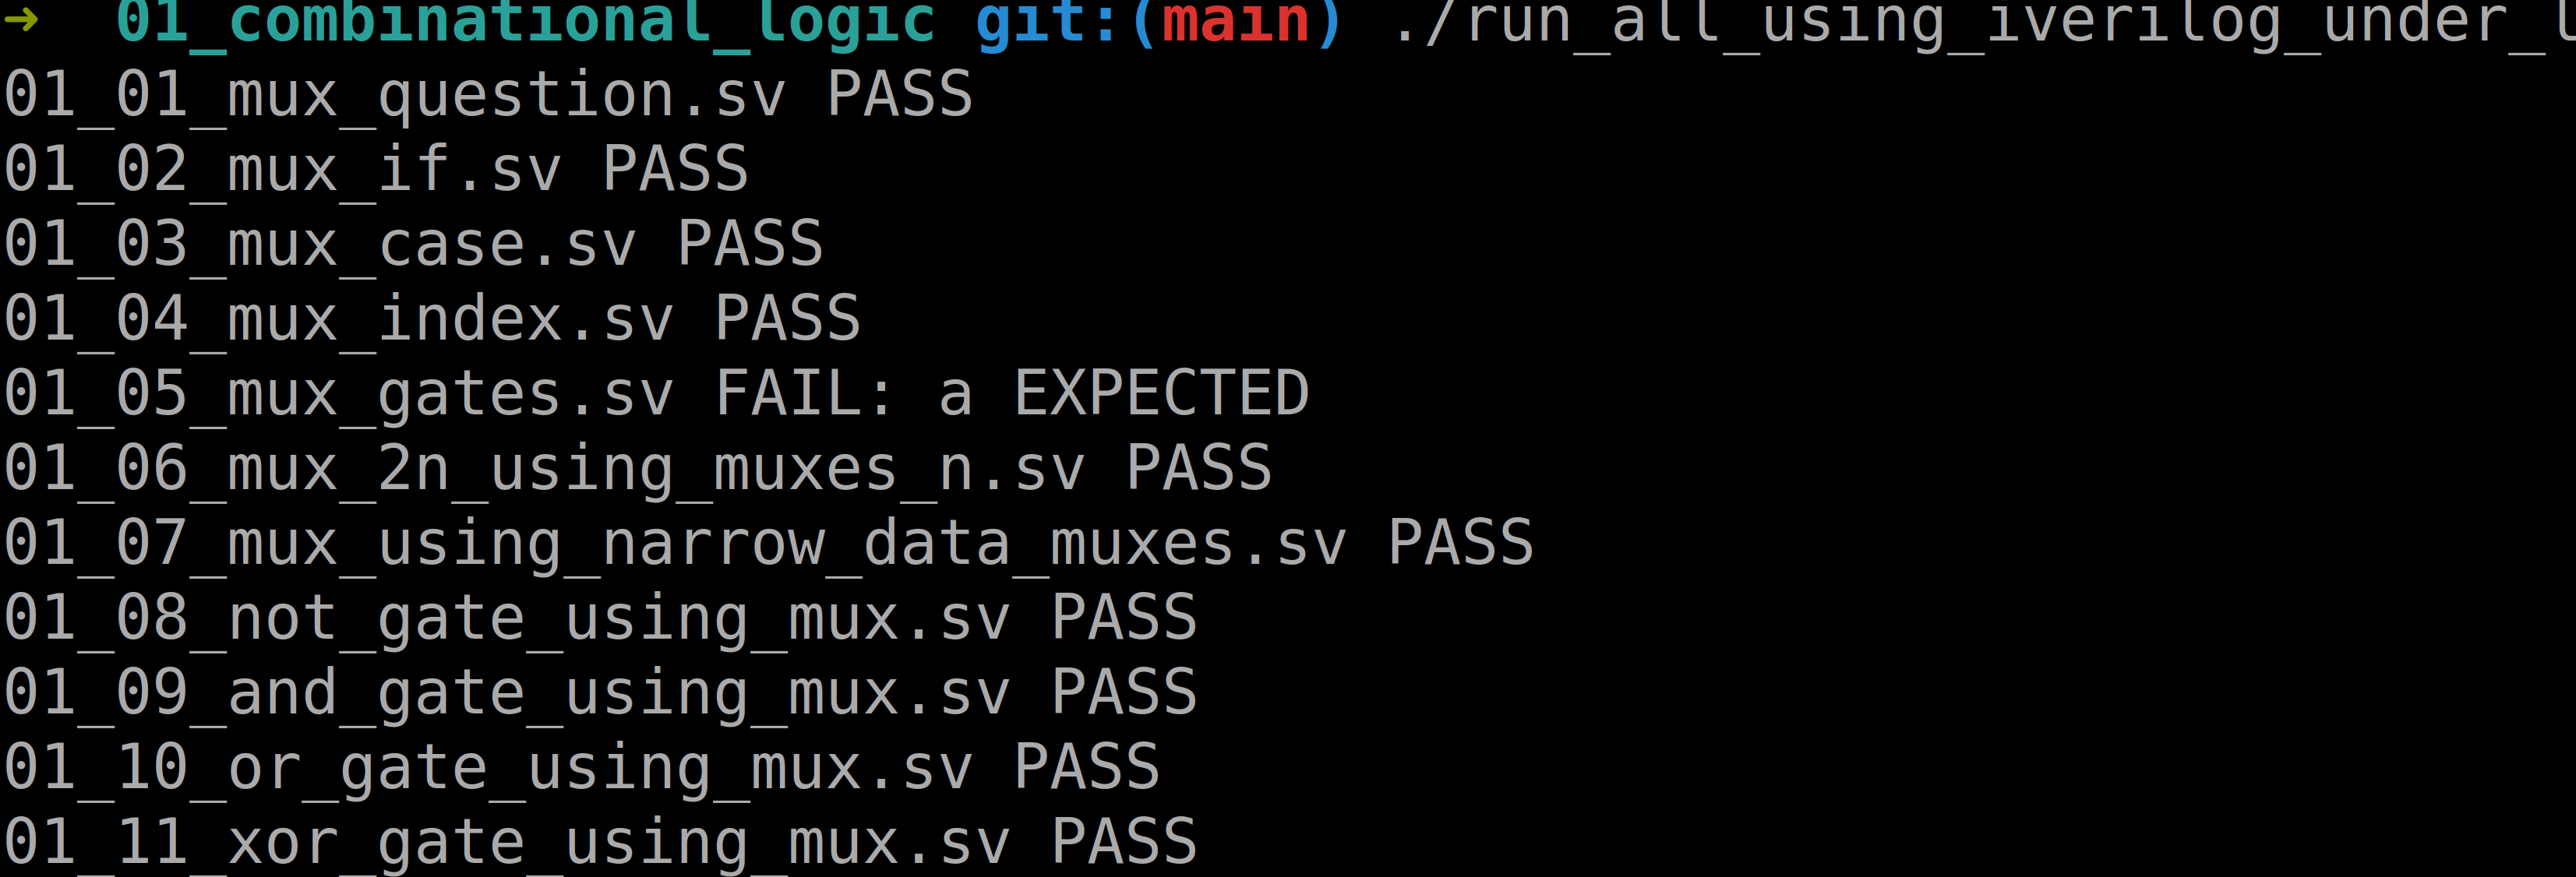 ➜  01_combinational_logic git:(main) ./run_all_using_iverilog_under_
01_01_mux_question.sv PASS
01_02_mux_if.sv PASS
01_03_mux_case.sv PASS
01_04_mux_index.sv PASS
01_05_mux_gates.sv FAIL: a EXPECTED
01_06_mux_2n_using_muxes_n.sv PASS
01_07_mux_using_narrow_data_muxes.sv PASS
01_08_not_gate_using_mux.sv PASS
01_09_and_gate_using_mux.sv PASS
01_10_or_gate_using_mux.sv PASS
01_11_xor_gate_using_mux.sv PASS